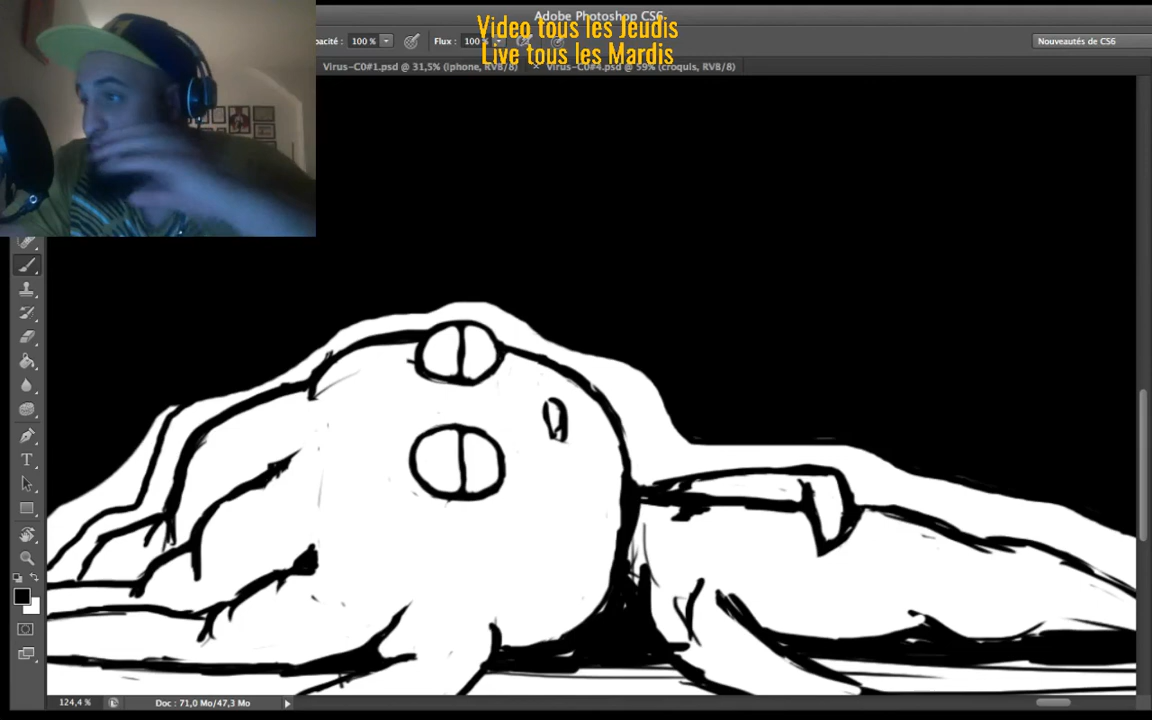 Adobe Photoshop CS6
Video tous les Jeudis
Live tous les Mardis
pacité : 100 % Flux : 100 %
Nouveautés de CS6
Virus-C0#1.psd @ 31,5% (Iphone, RVB/8) × Virus-C0#4.psd @ 59% (croquis, RVB/8)
T
124,4 % Doc : 71,0 Mo/47,3 Mo